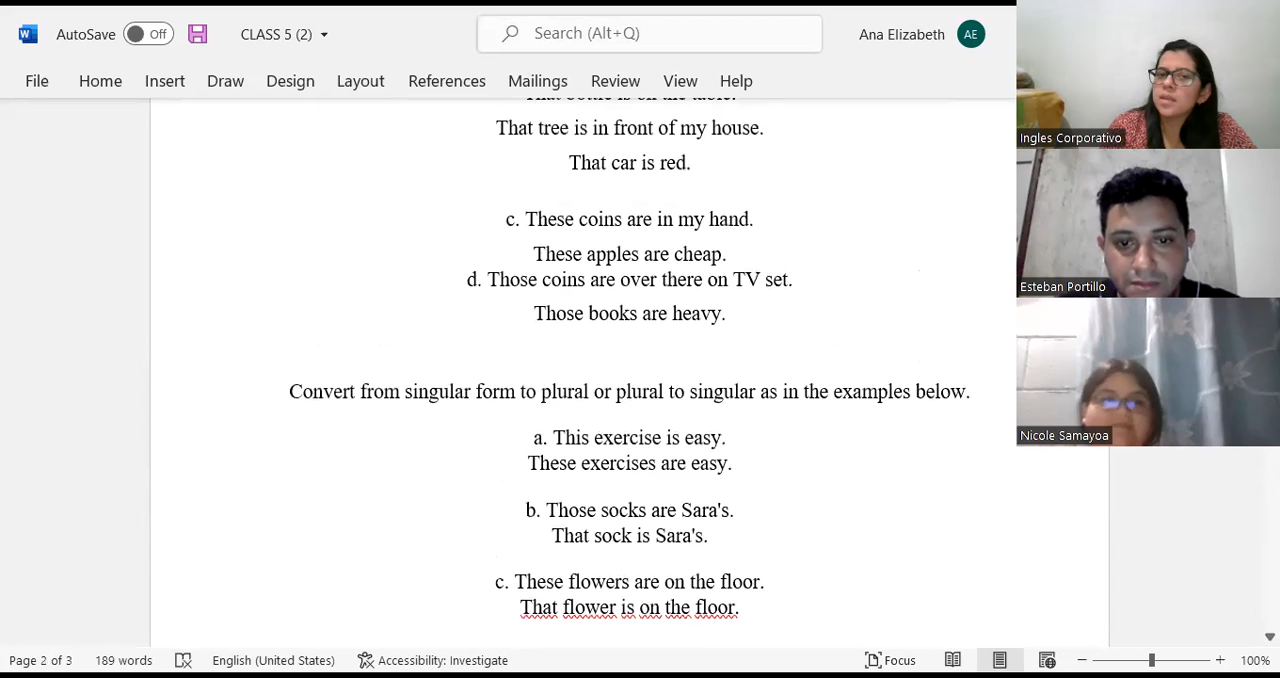 AutoSave Off CLASS 5 (2) Search (Alt+Q) Ana Elizabeth AE
File Home Insert Draw Design Layout References Mailings Review View Help
That bottle is on the table.
That tree is in front of my house.
That car is red.
c. These coins are in my hand.
These apples are cheap.
d. Those coins are over there on TV set.
Those books are heavy.
Convert from singular form to plural or plural to singular as in the examples below.
a. This exercise is easy.
These exercises are easy.
b. Those socks are Sara's.
That sock is Sara's.
c. These flowers are on the floor.
That flower is on the floor.
Page 2 of 3 189 words English (United States) Accessibility: Investigate Focus 100%
Ingles Corporativo
Esteban Portillo
Nicole Samayoa